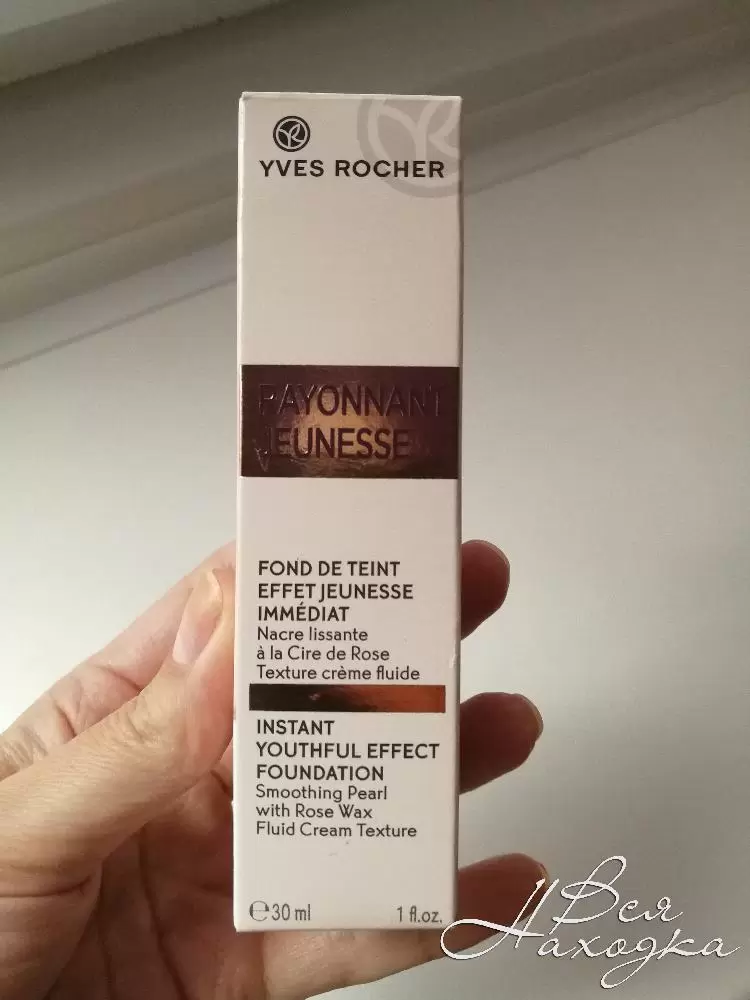 YVES ROCHER
RAYONNANT
JEUNESSE
FOND DE TEINT
EFFET JEUNESSE
IMMÉDIAT
Nacre lissante
à la Cire de Rose
Texture crème fluide
INSTANT
YOUTHFUL EFFECT
FOUNDATION
Smoothing Pearl
with Rose Wax
Fluid Cream Texture
℮30 ml 1 fl.oz.
Вся
Находка